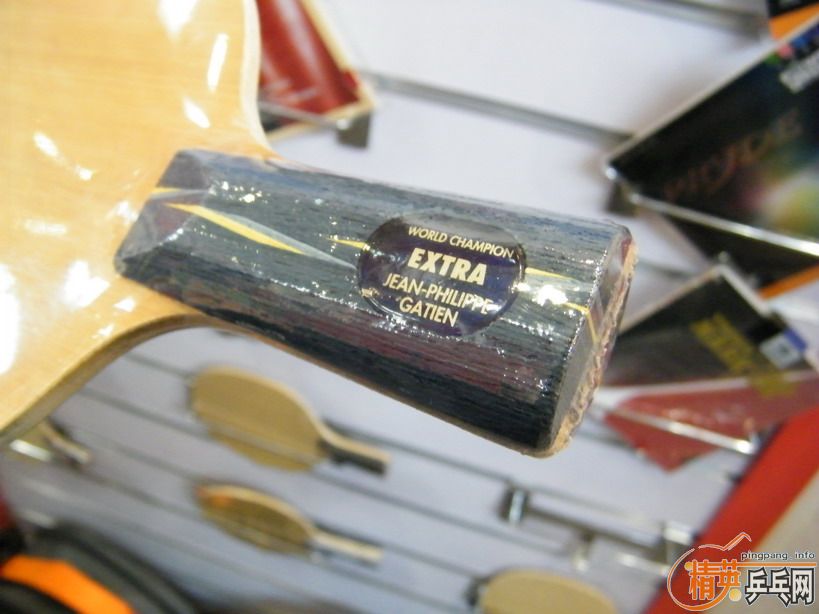 WORLD CHAMPION
EXTRA
JEAN-PHILIPPE
GATIEN
pingpang.info
精英乒乓网